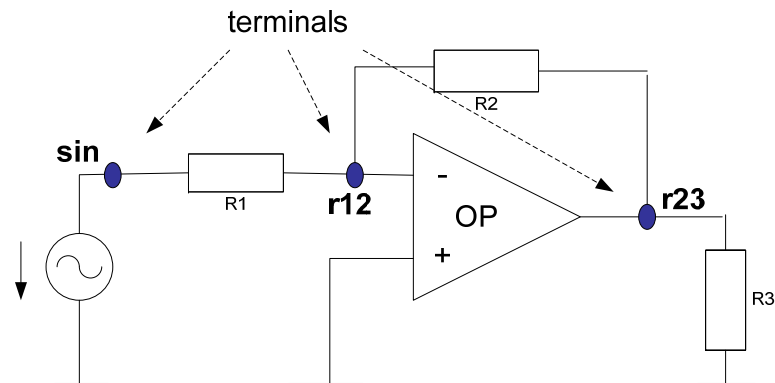 terminals
R2
sin
R1
r12
-
OP
+
r23
R3